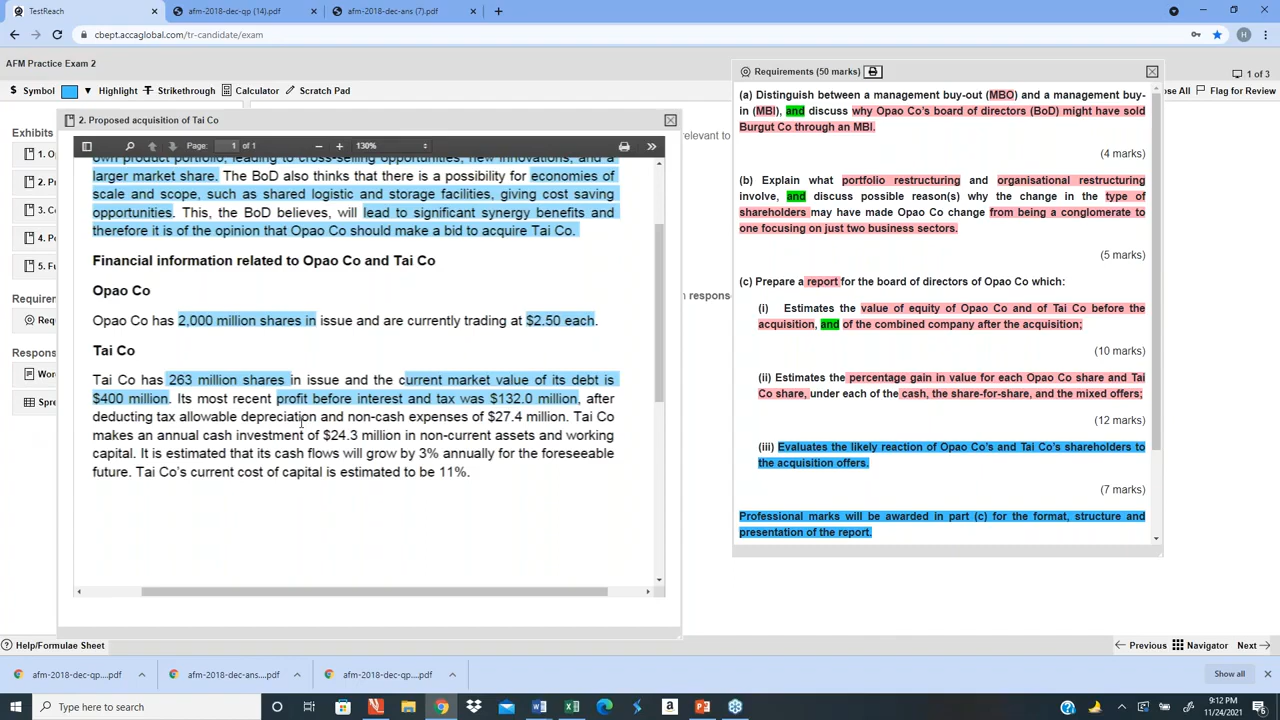 TestReach
afm-2018-dec-qp (14).pdf
afm-2018-dec-ans (7).pdf
cbept.accaglobal.com/tr-candidate/exam
H
AFM Practice Exam 2
1 of 3
Symbol Highlight Strikethrough Calculator Scratch Pad
Flag for Review
Exhibits
2. Proposed acquisition of Tai Co
Page: 1 of 1 130%
own product portfolio, leading to cross-selling opportunities, new innovations, and a
larger market share. The BoD also thinks that there is a possibility for economies of
scale and scope, such as shared logistic and storage facilities, giving cost saving
opportunities. This, the BoD believes, will lead to significant synergy benefits and
therefore it is of the opinion that Opao Co should make a bid to acquire Tai Co.
Financial information related to Opao Co and Tai Co
Opao Co
Opao Co has 2,000 million shares in issue and are currently trading at $2.50 each.
Tai Co
Tai Co has 263 million shares in issue and the current market value of its debt is
$400 million. Its most recent profit before interest and tax was $132.0 million, after
deducting tax allowable depreciation and non-cash expenses of $27.4 million. Tai Co
makes an annual cash investment of $24.3 million in non-current assets and working
capital. It is estimated that its cash flows will grow by 3% annually for the foreseeable
future. Tai Co's current cost of capital is estimated to be 11%.
relevant to
Requirements (50 marks)
(a) Distinguish between a management buy-out (MBO) and a management buy-
in (MBI), and discuss why Opao Co's board of directors (BoD) might have sold
Burgut Co through an MBI.
(4 marks)
(b) Explain what portfolio restructuring and organisational restructuring
involve, and discuss possible reason(s) why the change in the type of
shareholders may have made Opao Co change from being a conglomerate to
one focusing on just two business sectors.
(5 marks)
(c) Prepare a report for the board of directors of Opao Co which:
(i) Estimates the value of equity of Opao Co and of Tai Co before the
acquisition, and of the combined company after the acquisition;
(10 marks)
(ii) Estimates the percentage gain in value for each Opao Co share and Tai
Co share, under each of the cash, the share-for-share, and the mixed offers;
(12 marks)
(iii) Evaluates the likely reaction of Opao Co's and Tai Co's shareholders to
the acquisition offers.
(7 marks)
Professional marks will be awarded in part (c) for the format, structure and
presentation of the report.
Help/Formulae Sheet
Previous Navigator Next
afm-2018-dec-qp....pdf
afm-2018-dec-ans....pdf
afm-2018-dec-qp....pdf
Show all
Type here to search
9:12 PM
11/24/2021